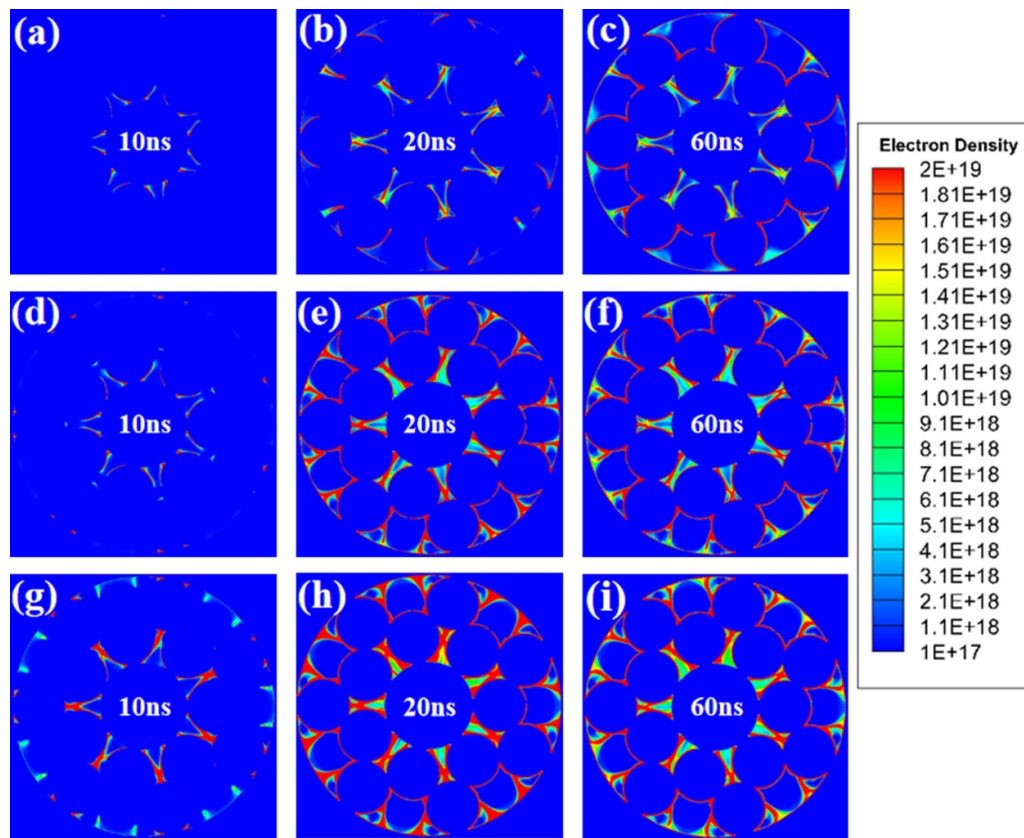 (a)
10ns
(b)
20ns
(c)
60ns
(d)
10ns
(e)
20ns
(f)
60ns
(g)
10ns
(h)
20ns
(i)
60ns
Electron Density
2E+19
1.81E+19
1.71E+19
1.61E+19
1.51E+19
1.41E+19
1.31E+19
1.21E+19
1.11E+19
1.01E+19
9.1E+18
8.1E+18
7.1E+18
6.1E+18
5.1E+18
4.1E+18
3.1E+18
2.1E+18
1.1E+18
1E+17